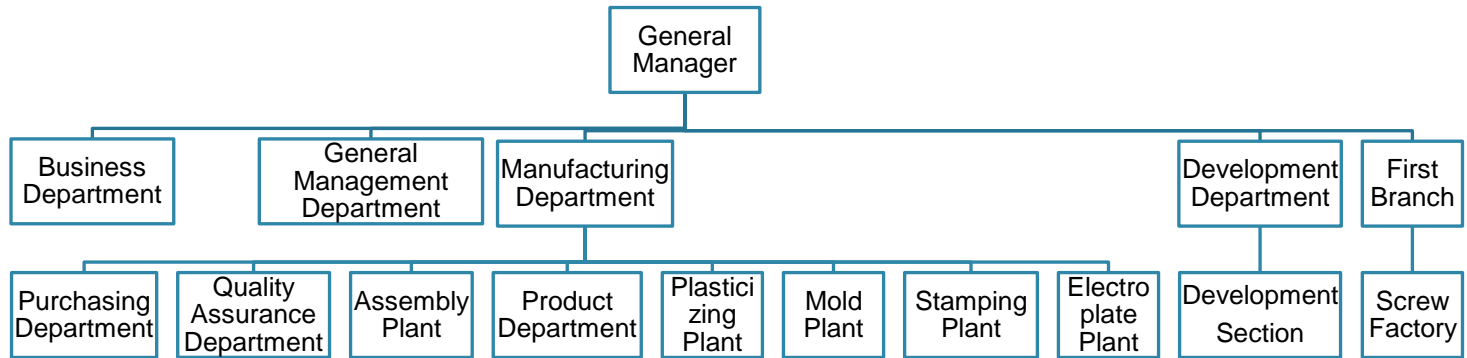 General
Manager
Business
Department
General
Management
Department
Manufacturing
Department
Development
Department
First
Branch
Purchasing
Department
Quality
Assurance
Department
Assembly
Plant
Product
Department
Plastici
zing
Plant
Mold
Plant
Stamping
Plant
Electro
plate
Plant
Development
Section
Screw
Factory